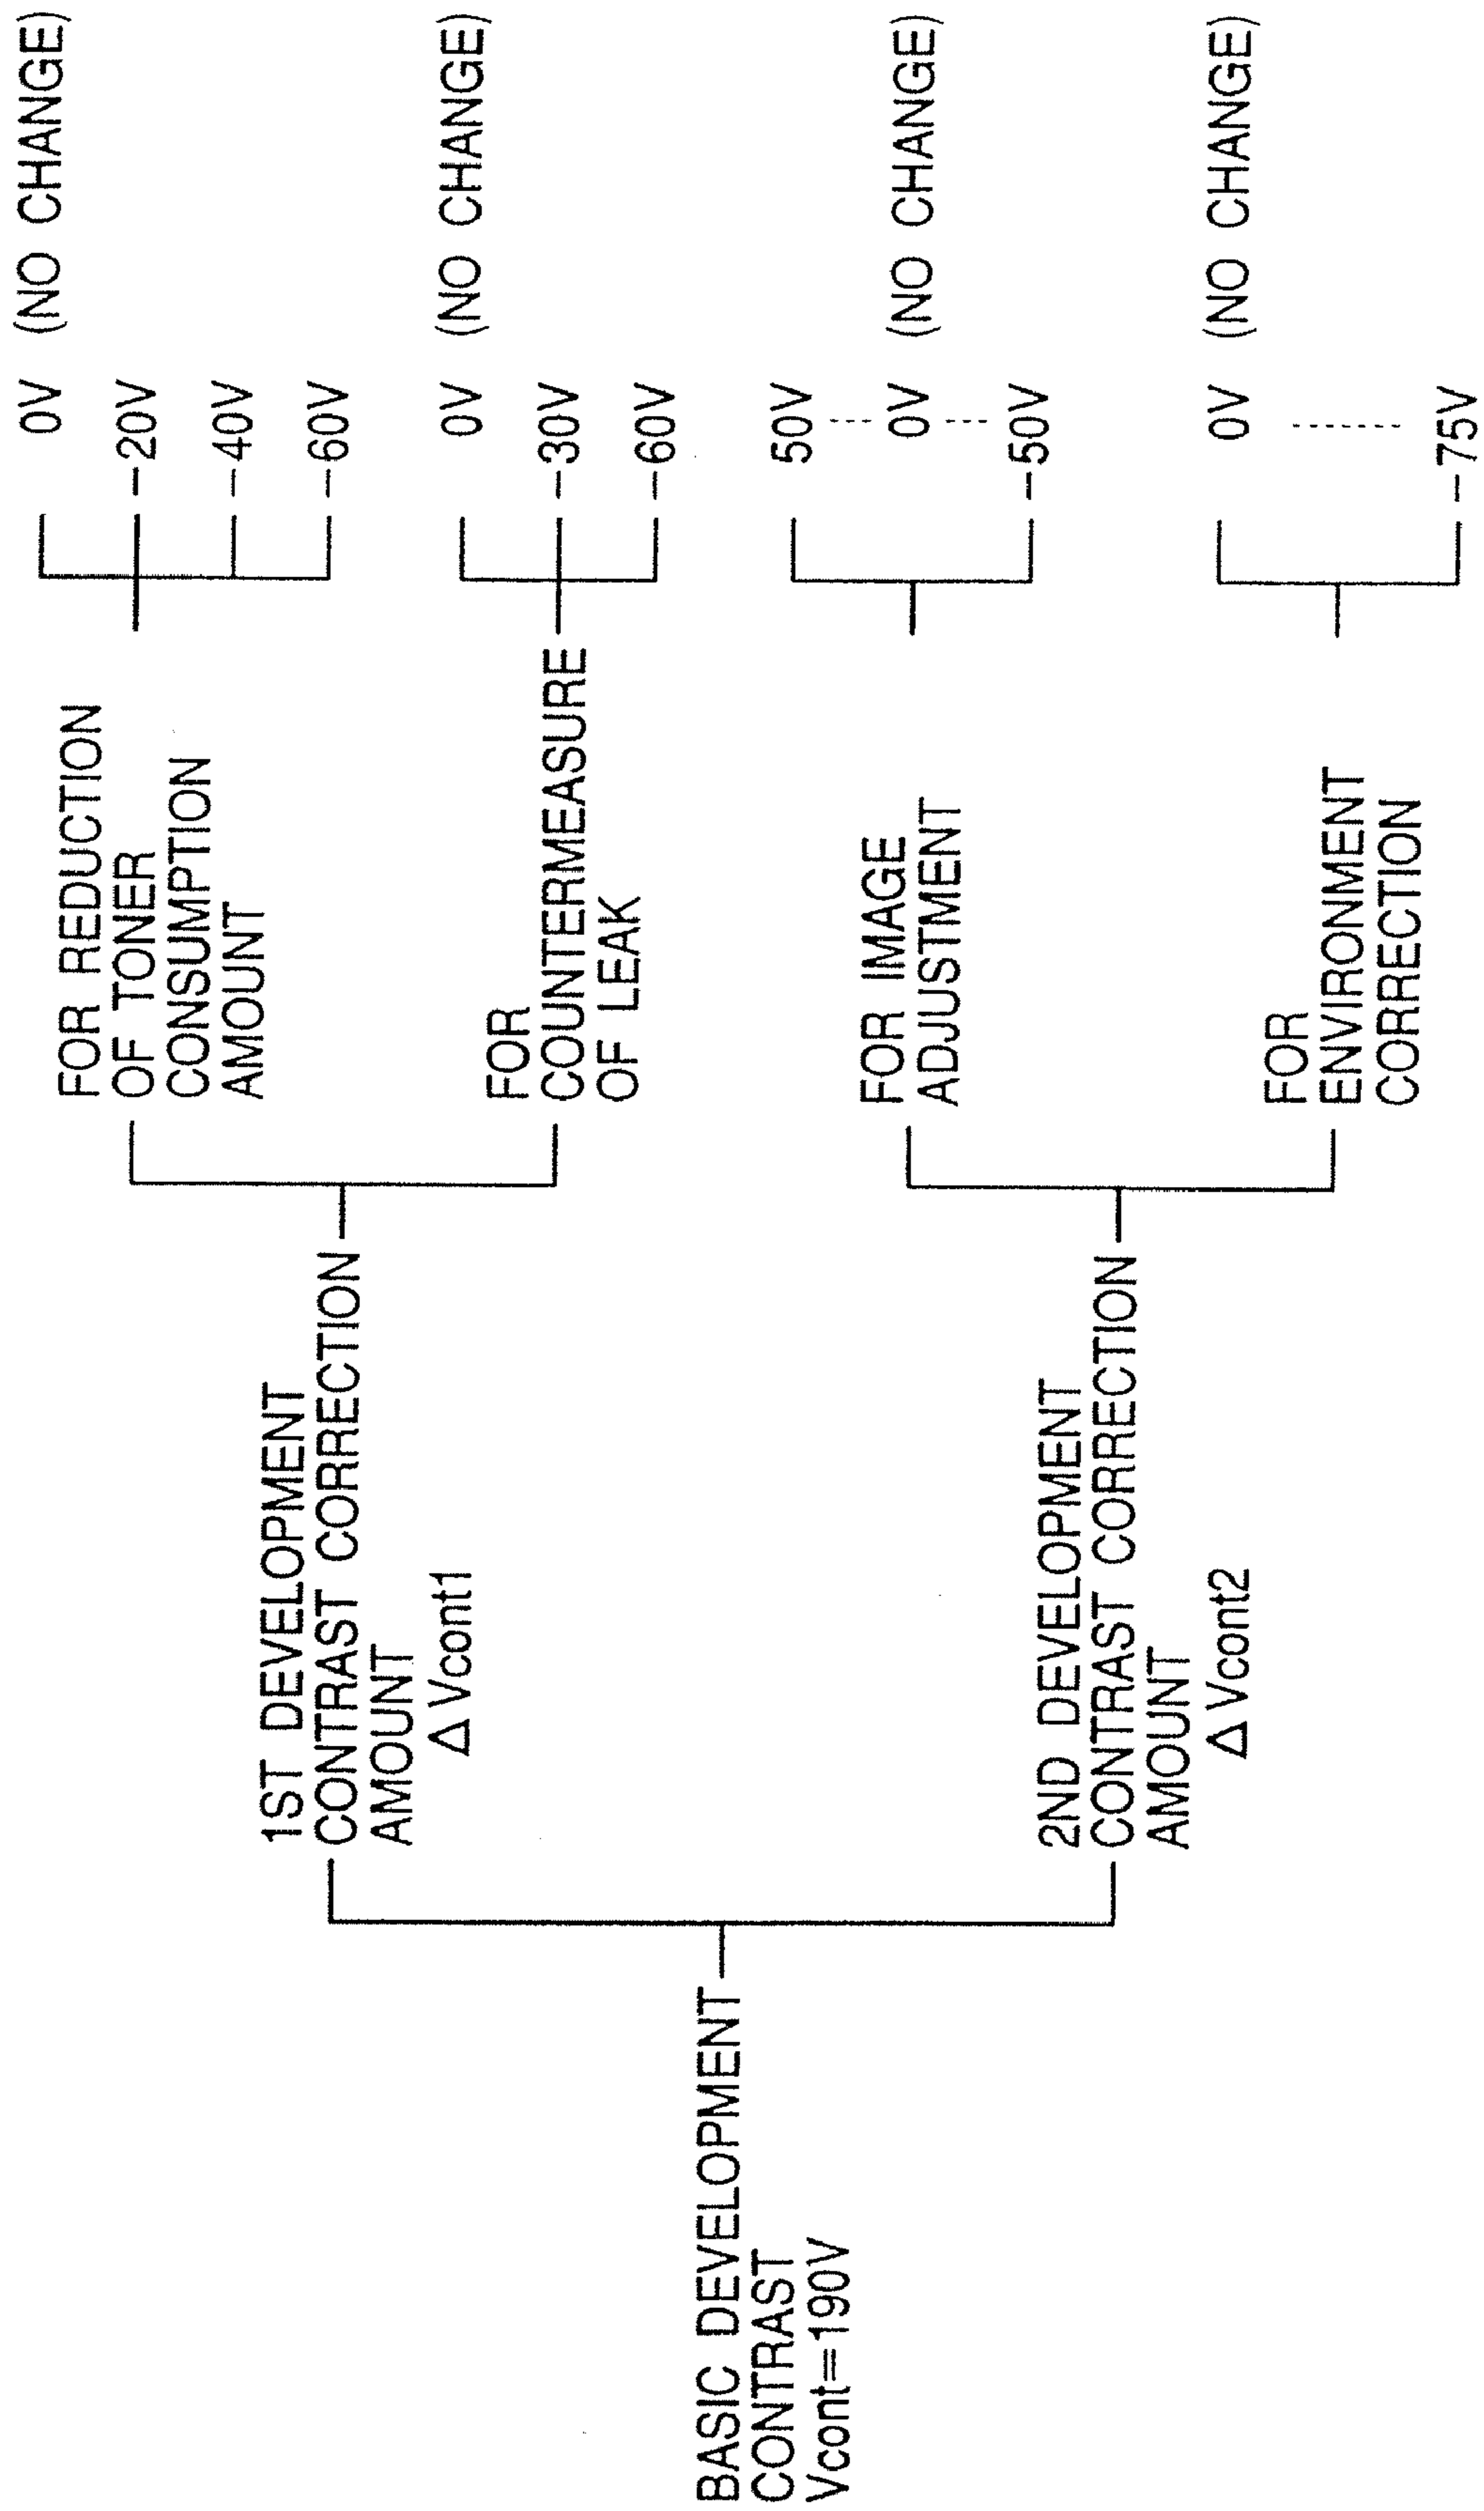 BASIC DEVELOPMENT
CONTRAST
Vcont=190V
1ST DEVELOPMENT
CONTRAST CORRECTION
AMOUNT
ΔVcont1
FOR REDUCTION
OF TONER
CONSUMPTION
AMOUNT
0V (NO CHANGE)
-20V
-40V
-60V
FOR
COUNTERMEASURE
OF LEAK
0V (NO CHANGE)
-30V
-60V
2ND DEVELOPMENT
CONTRAST CORRECTION
AMOUNT
ΔVcont2
FOR IMAGE
ADJUSTMENT
50V
0V (NO CHANGE)
-50V
FOR
ENVIRONMENT
CORRECTION
0V (NO CHANGE)
-75V